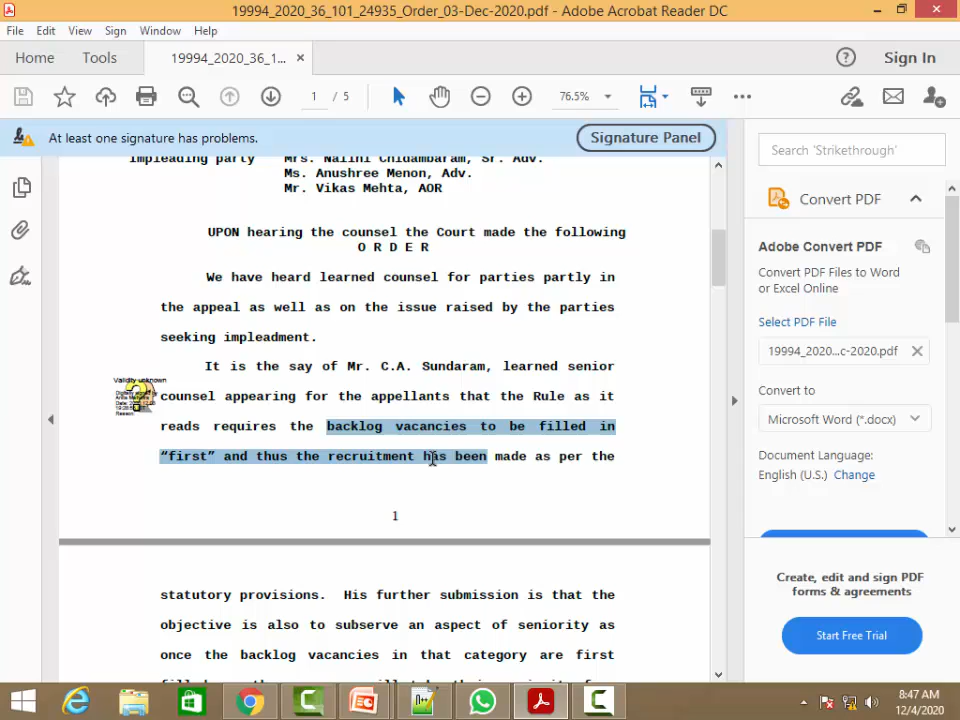 19994_2020_36_101_24935_Order_03-Dec-2020.pdf - Adobe Acrobat Reader DC
File Edit View Sign Window Help
Home Tools 19994_2020_36_1... × Sign In
1 / 5 76.5%
At least one signature has problems.
Signature Panel
impleading party Mrs. Nalini Chidambaram, Sr. Adv.
Ms. Anushree Menon, Adv.
Mr. Vikas Mehta, AOR
UPON hearing the counsel the Court made the following
O R D E R
We have heard learned counsel for parties partly in
the appeal as well as on the issue raised by the parties
seeking impleadment.
It is the say of Mr. C.A. Sundaram, learned senior
Validity unknown
counsel appearing for the appellants that the Rule as it
reads requires the backlog vacancies to be filled in
“first” and thus the recruitment has been made as per the
1
statutory provisions. His further submission is that the
objective is also to subserve an aspect of seniority as
once the backlog vacancies in that category are first
Search 'Strikethrough'
Convert PDF
Adobe Convert PDF
Convert PDF Files to Word
or Excel Online
Select PDF File
19994_2020...c-2020.pdf
Convert to
Microsoft Word (*.docx)
Document Language:
English (U.S.) Change
Create, edit and sign PDF
forms & agreements
Start Free Trial
8:47 AM
12/4/2020